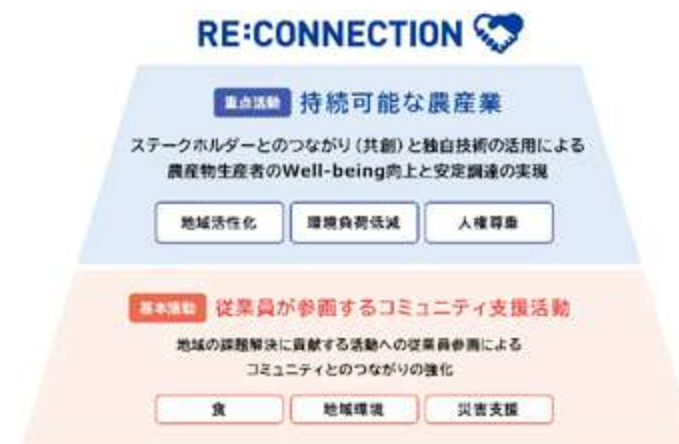 RE:CONNECTION
重点活動 持続可能な農産業
ステークホルダーとのつながり（共創）と独自技術の活用による
農産物生産者のWell-being向上と安定調達の実現
地域活性化 環境負荷低減 人権尊重
基本活動 従業員が参画するコミュニティ支援活動
地域の課題解決に貢献する活動への従業員参画による
コミュニティとのつながりの強化
食 地域環境 災害支援